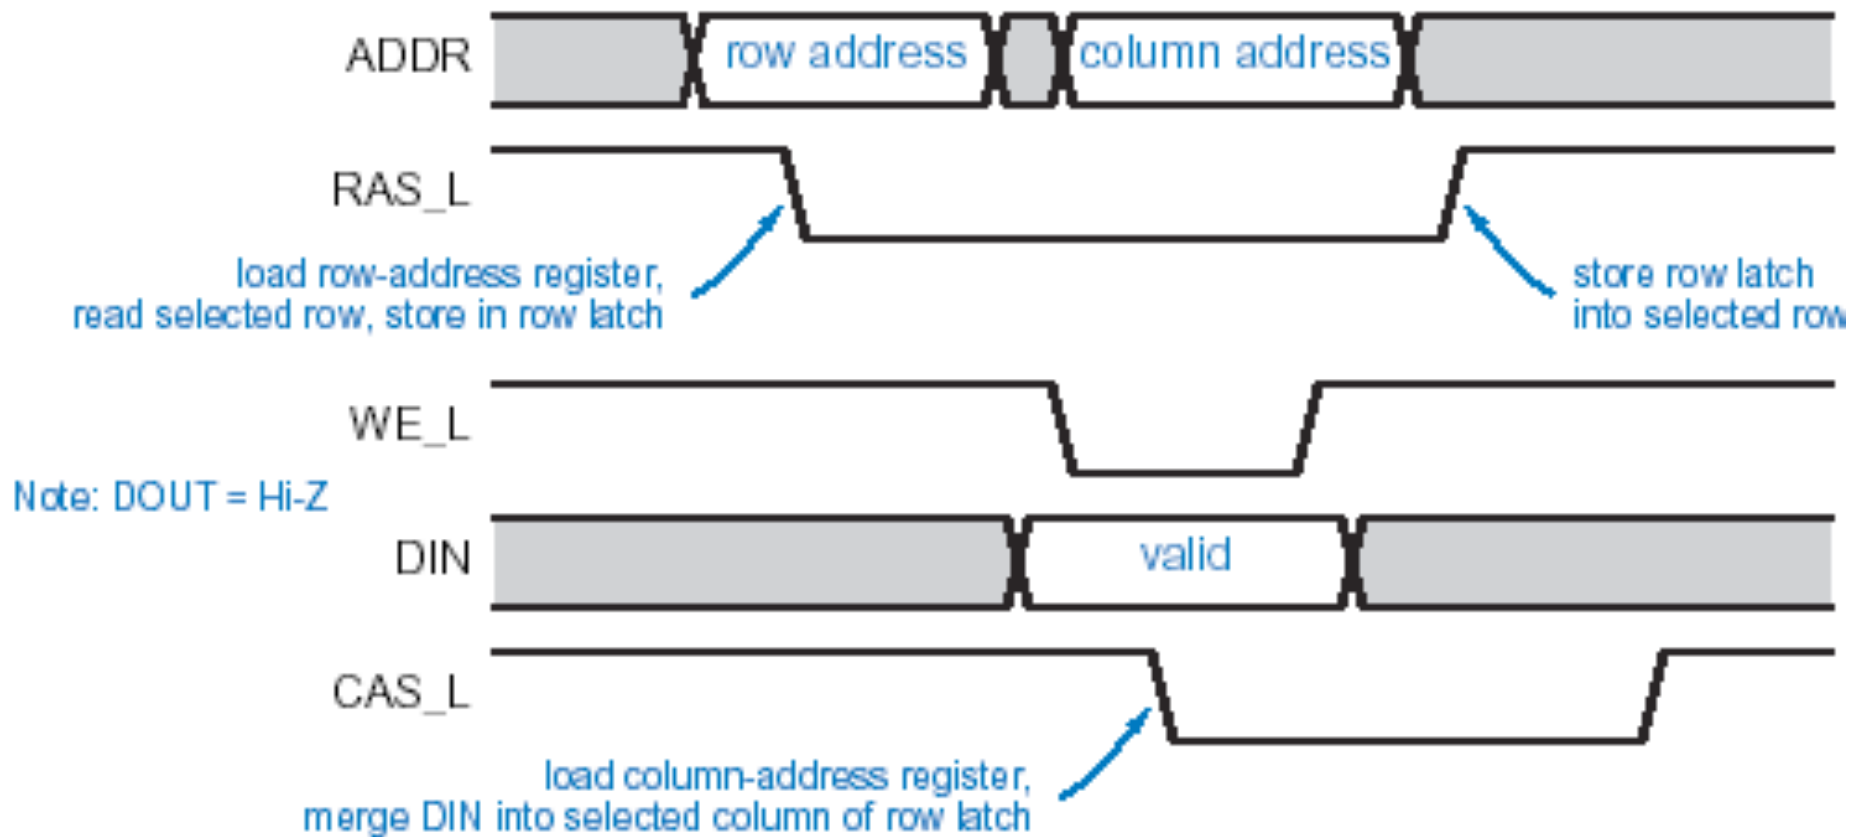 ADDR
row address
column address
RAS_L
load row-address register,
read selected row, store in row latch
store row latch
into selected row
WE_L
Note: DOUT = Hi-Z
DIN
valid
CAS_L
load column-address register,
merge DIN into selected column of row latch